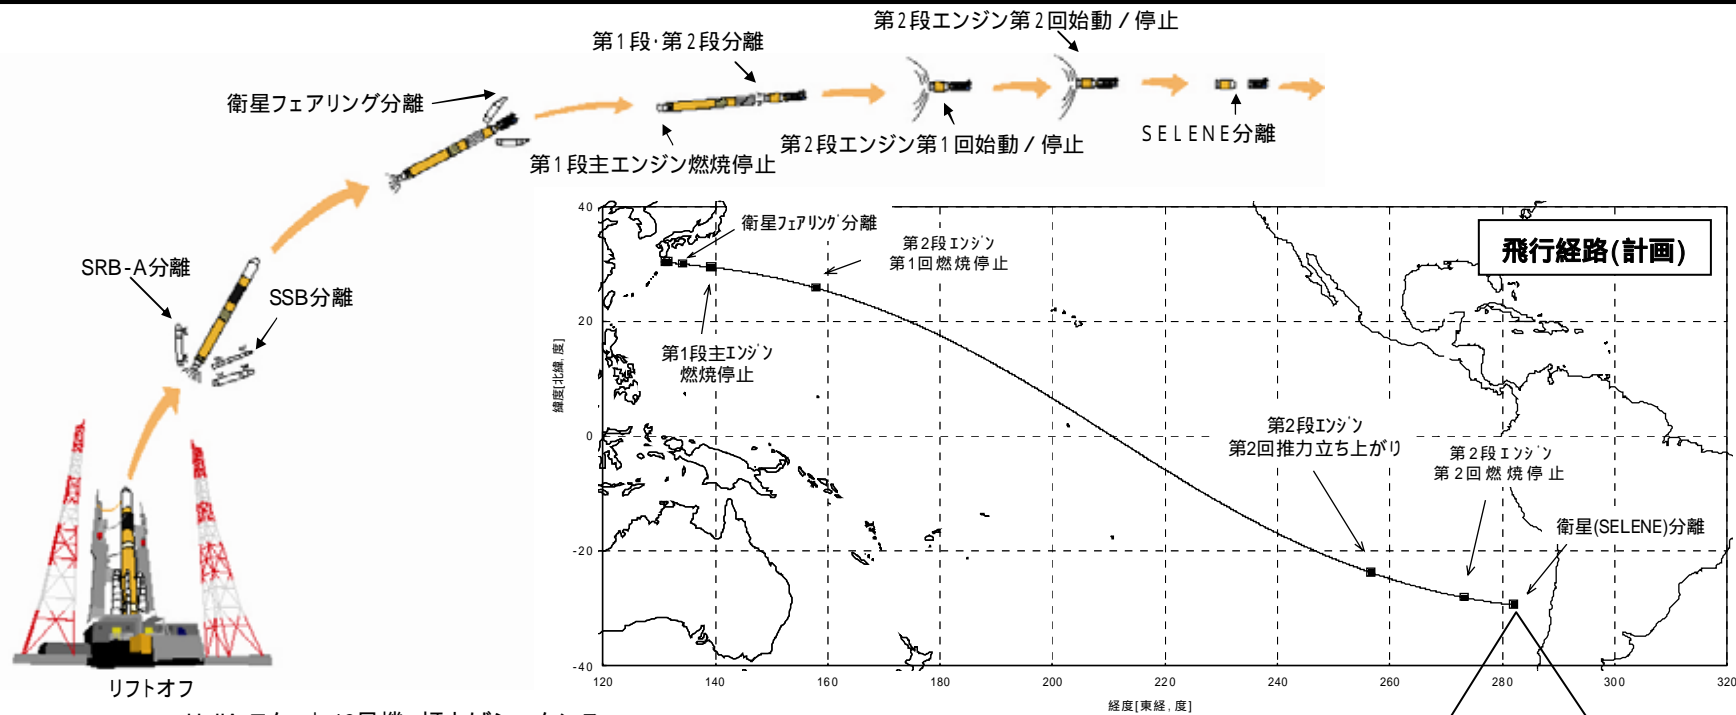 第2段エンジン第2回始動/停止
第1段・第2段分離
衛星フェアリング分離
第1段主エンジン燃焼停止
第2段エンジン第1回始動/停止
SELENE分離
SRB-A分離
SSB分離
リフトオフ
飛行経路(計画)
衛星フェアリング分離
第2段エンジン
第1回燃焼停止
第1段主エンジン
燃焼停止
第2段エンジン
第2回推力立ち上がり
第2段エンジン
第2回燃焼停止
衛星(SELENE)分離
緯度[北緯,度]
40
20
0
-20
-40
120 140 160 180 200 220 240 260 280 300 320
経度[東経,度]